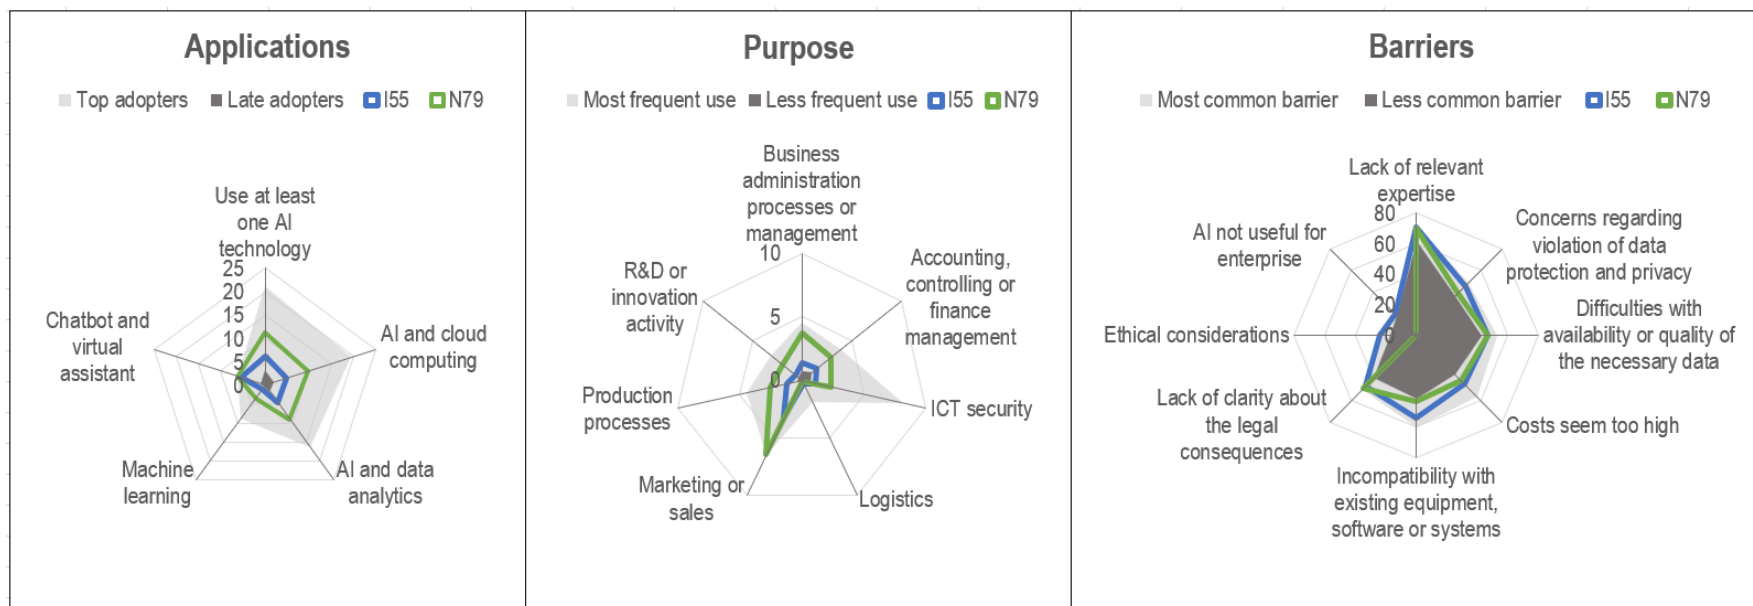 Applications
Top adopters Late adopters I55 N79
Use at least
one AI
technology
25
20
15
10
5
0
AI and cloud
computing
AI and data
analytics
Machine
learning
Chatbot and
virtual
assistant
Purpose
Most frequent use Less frequent use I55 N79
Business
administration
processes or
management
10
5
0
Accounting,
controlling or
finance
management
ICT security
Logistics
Marketing or
sales
Production
processes
R&D or
innovation
activity
Barriers
Most common barrier Less common barrier I55 N79
Lack of relevant
expertise
80
60
40
20
0
Concerns regarding
violation of data
protection and privacy
Difficulties with
availability or quality of
the necessary data
Costs seem too high
Incompatibility with
existing equipment,
software or systems
Lack of clarity about
the legal
consequences
Ethical considerations
AI not useful for
enterprise